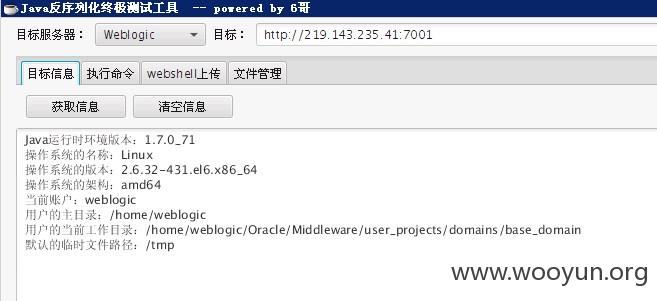 Java反序列化终极测试工具 -- powered by 6哥
目标服务器： Weblogic 目标： http://219.143.235.41:7001
目标信息 执行命令 webshell上传 文件管理
获取信息 清空信息
Java运行时环境版本：1.7.0_71
操作系统的名称：Linux
操作系统的版本：2.6.32-431.el6.x86_64
操作系统的架构：amd64
当前账户：weblogic
用户的主目录：/home/weblogic
用户的当前工作目录：/home/weblogic/Oracle/Middleware/user_projects/domains/base_domain
默认的临时文件路径：/tmp
www.wooyun.org